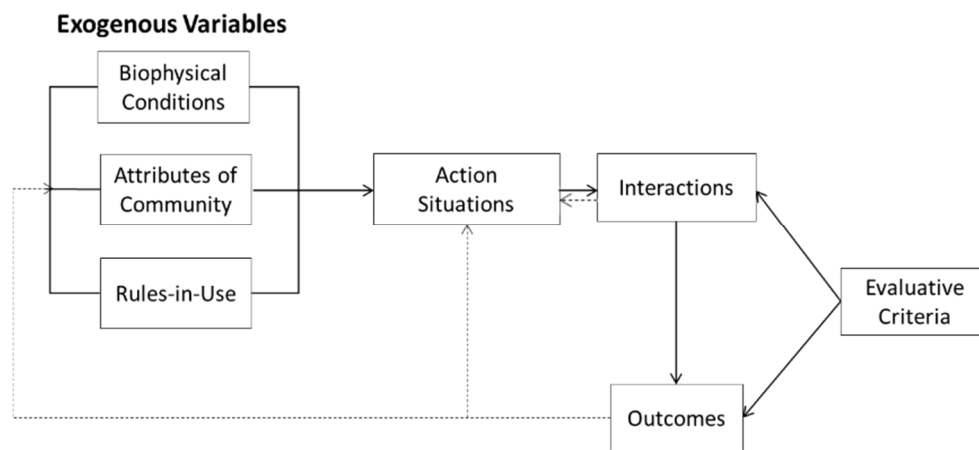 Exogenous Variables
Biophysical
Conditions
Attributes of
Community
Rules-in-Use
Action
Situations
Interactions
Evaluative
Criteria
Outcomes